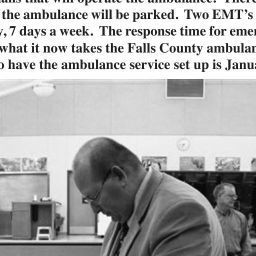 that will operate the ambulance.
the ambulance will be parked. Two EMT's
, 7 days a week. The response time for
what it now takes the Falls County
have the ambulance service set up is